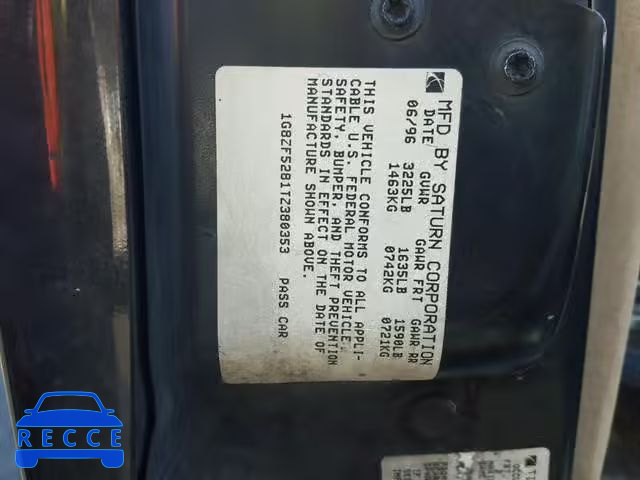 MFD BY SATURN CORPORATION
DATE GVWR GAWR FRT GAWR RR
06/96 3225LB 1635LB 1590LB
1463KG 0742KG 0721KG
THIS VEHICLE CONFORMS TO ALL APPLI-
CABLE U.S. FEDERAL MOTOR VEHICLE
SAFETY, BUMPER, AND THEFT PREVENTION
STANDARDS IN EFFECT ON THE DATE OF
MANUFACTURE SHOWN ABOVE.
1G8ZF5281TZ380353 PASS CAR
RECCE